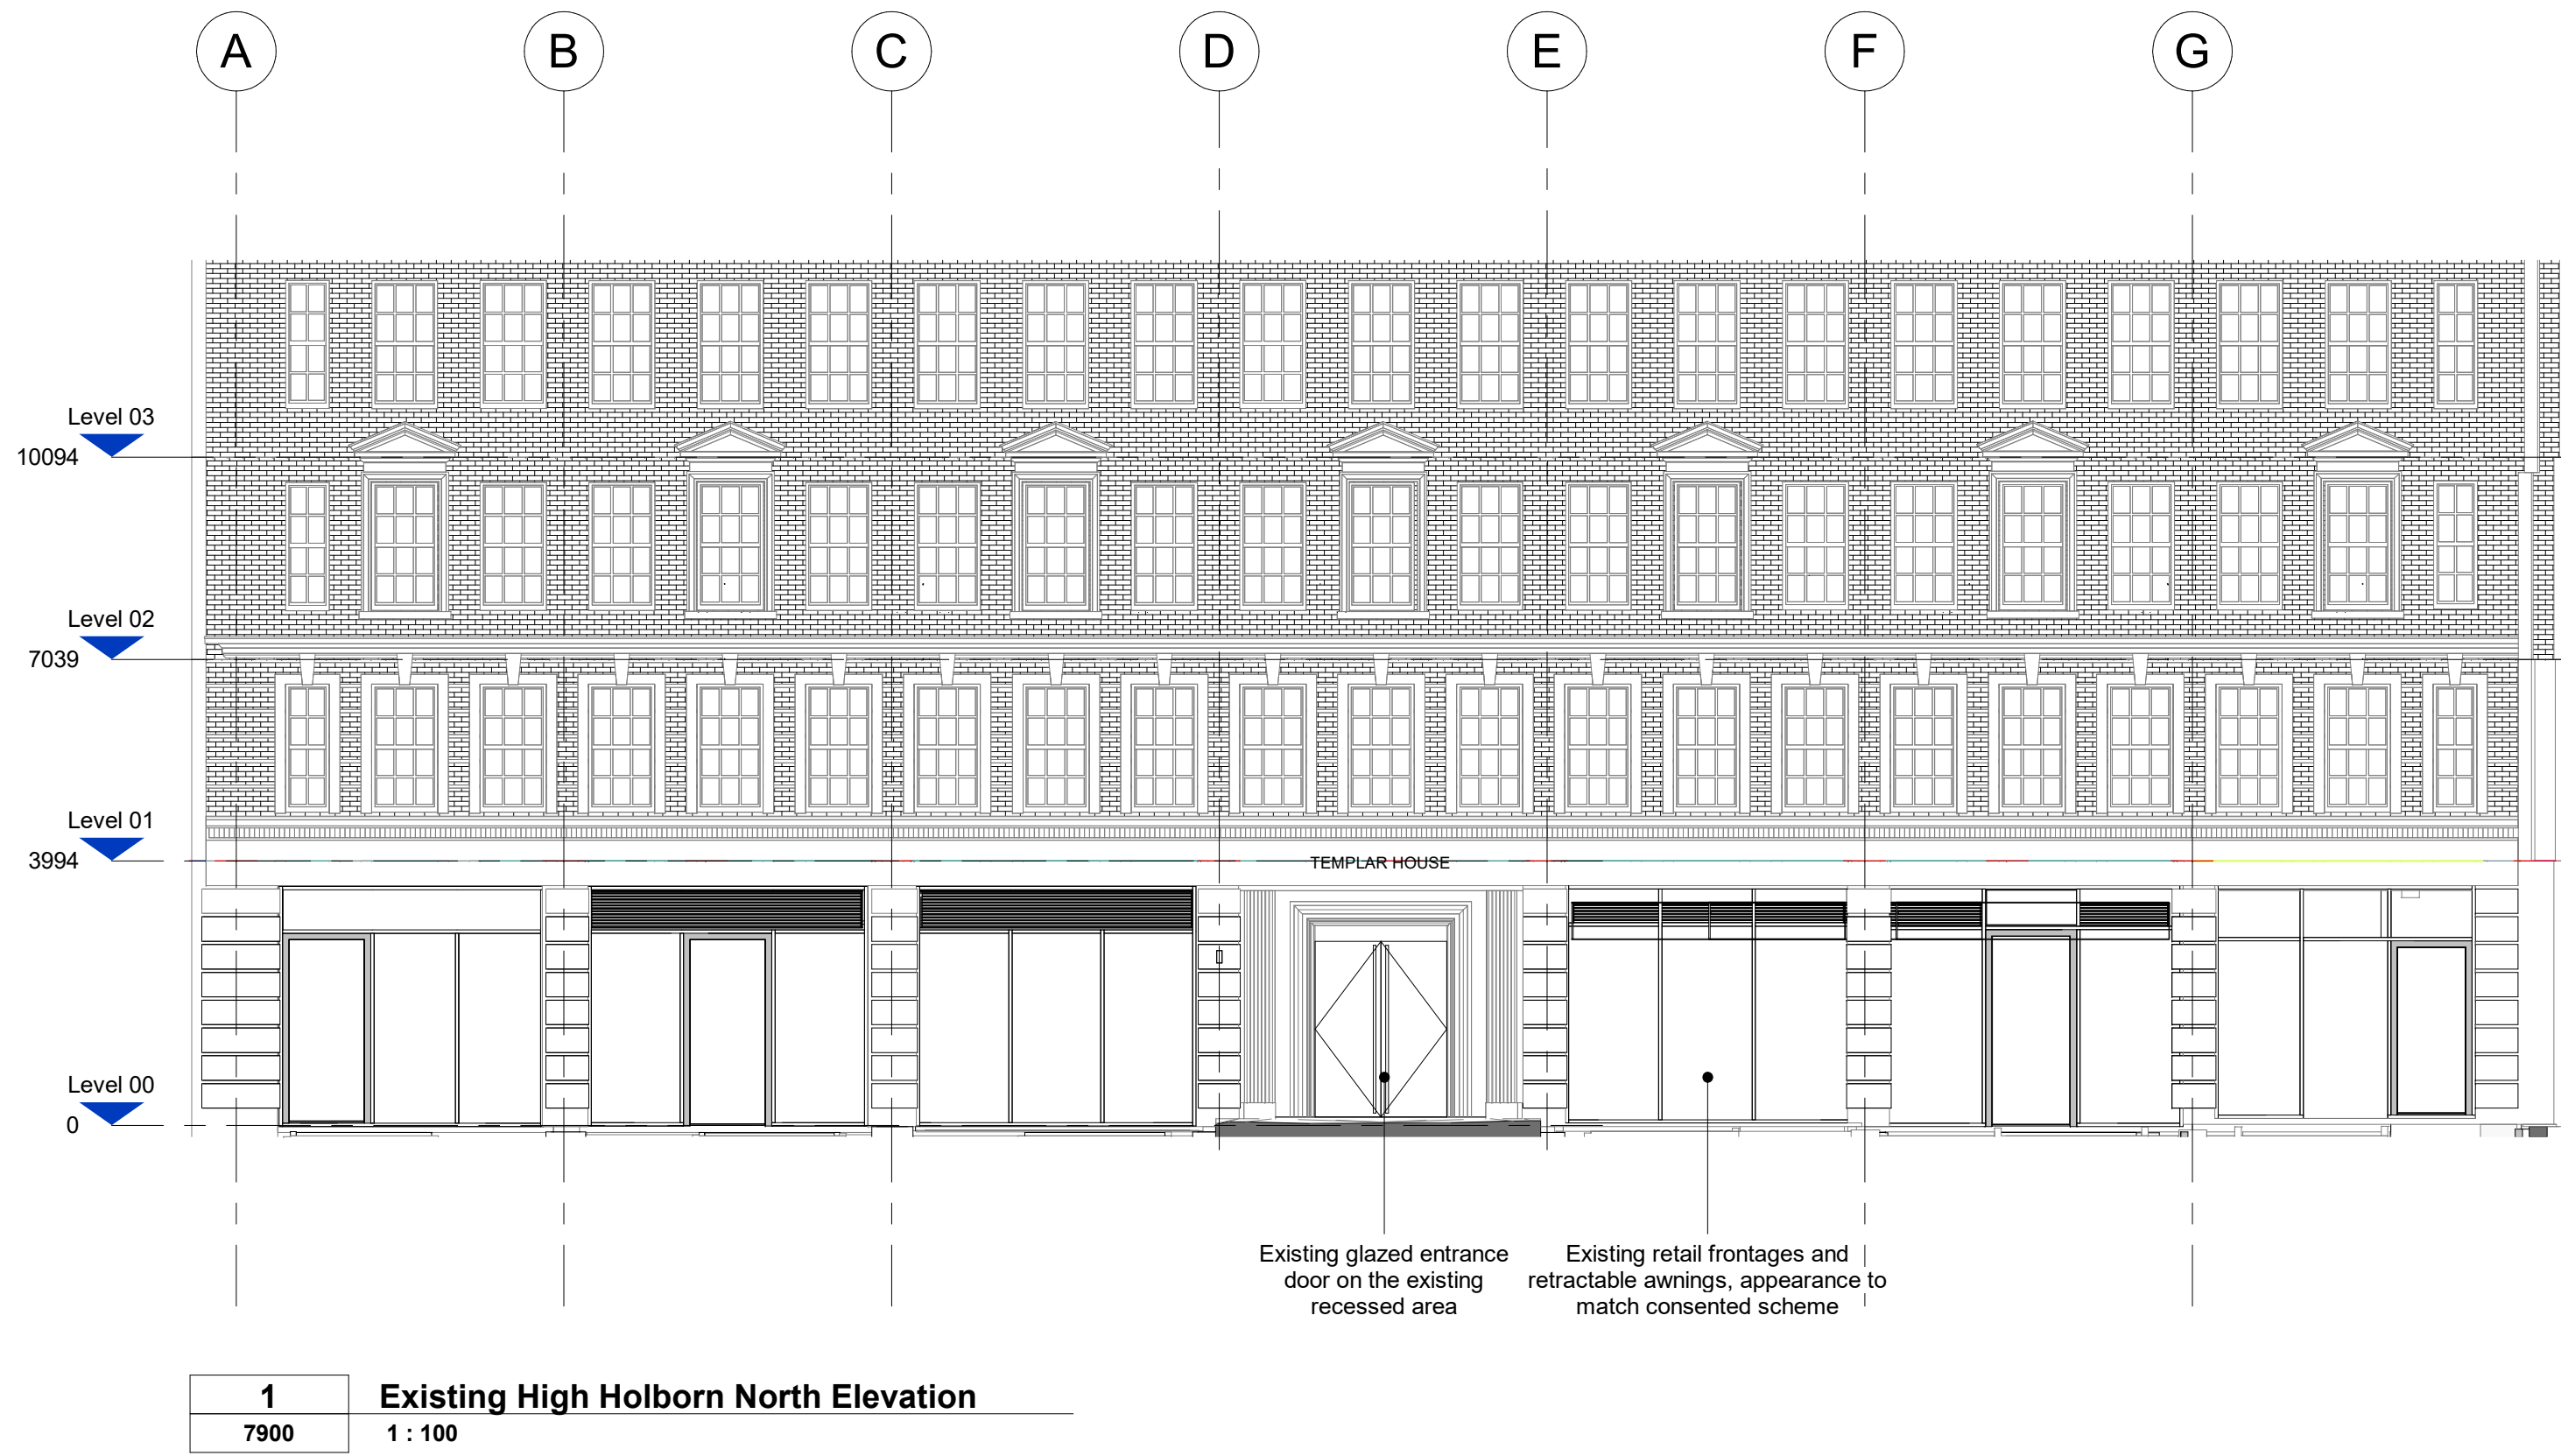 A B C D E F G
Level 03
10094
Level 02
7039
Level 01
3994
TEMPLAR HOUSE
Level 00
0
Existing glazed entrance
door on the existing
recessed area
Existing retail frontages and
retractable awnings, appearance to
match consented scheme
1
Existing High Holborn North Elevation
7900
1 : 100